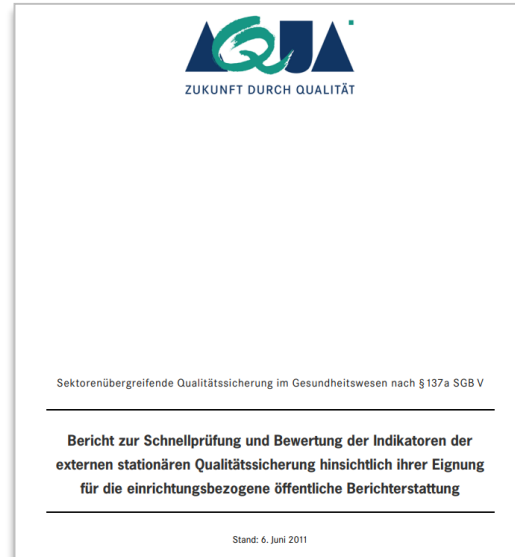 AQUA
ZUKUNFT DURCH QUALITÄT
Sektorenübergreifende Qualitätssicherung im Gesundheitswesen nach § 137a SGB V
Bericht zur Schnellprüfung und Bewertung der Indikatoren der
externen stationären Qualitätssicherung hinsichtlich ihrer Eignung
für die einrichtungsbezogene öffentliche Berichterstattung
Stand: 6. Juni 2011